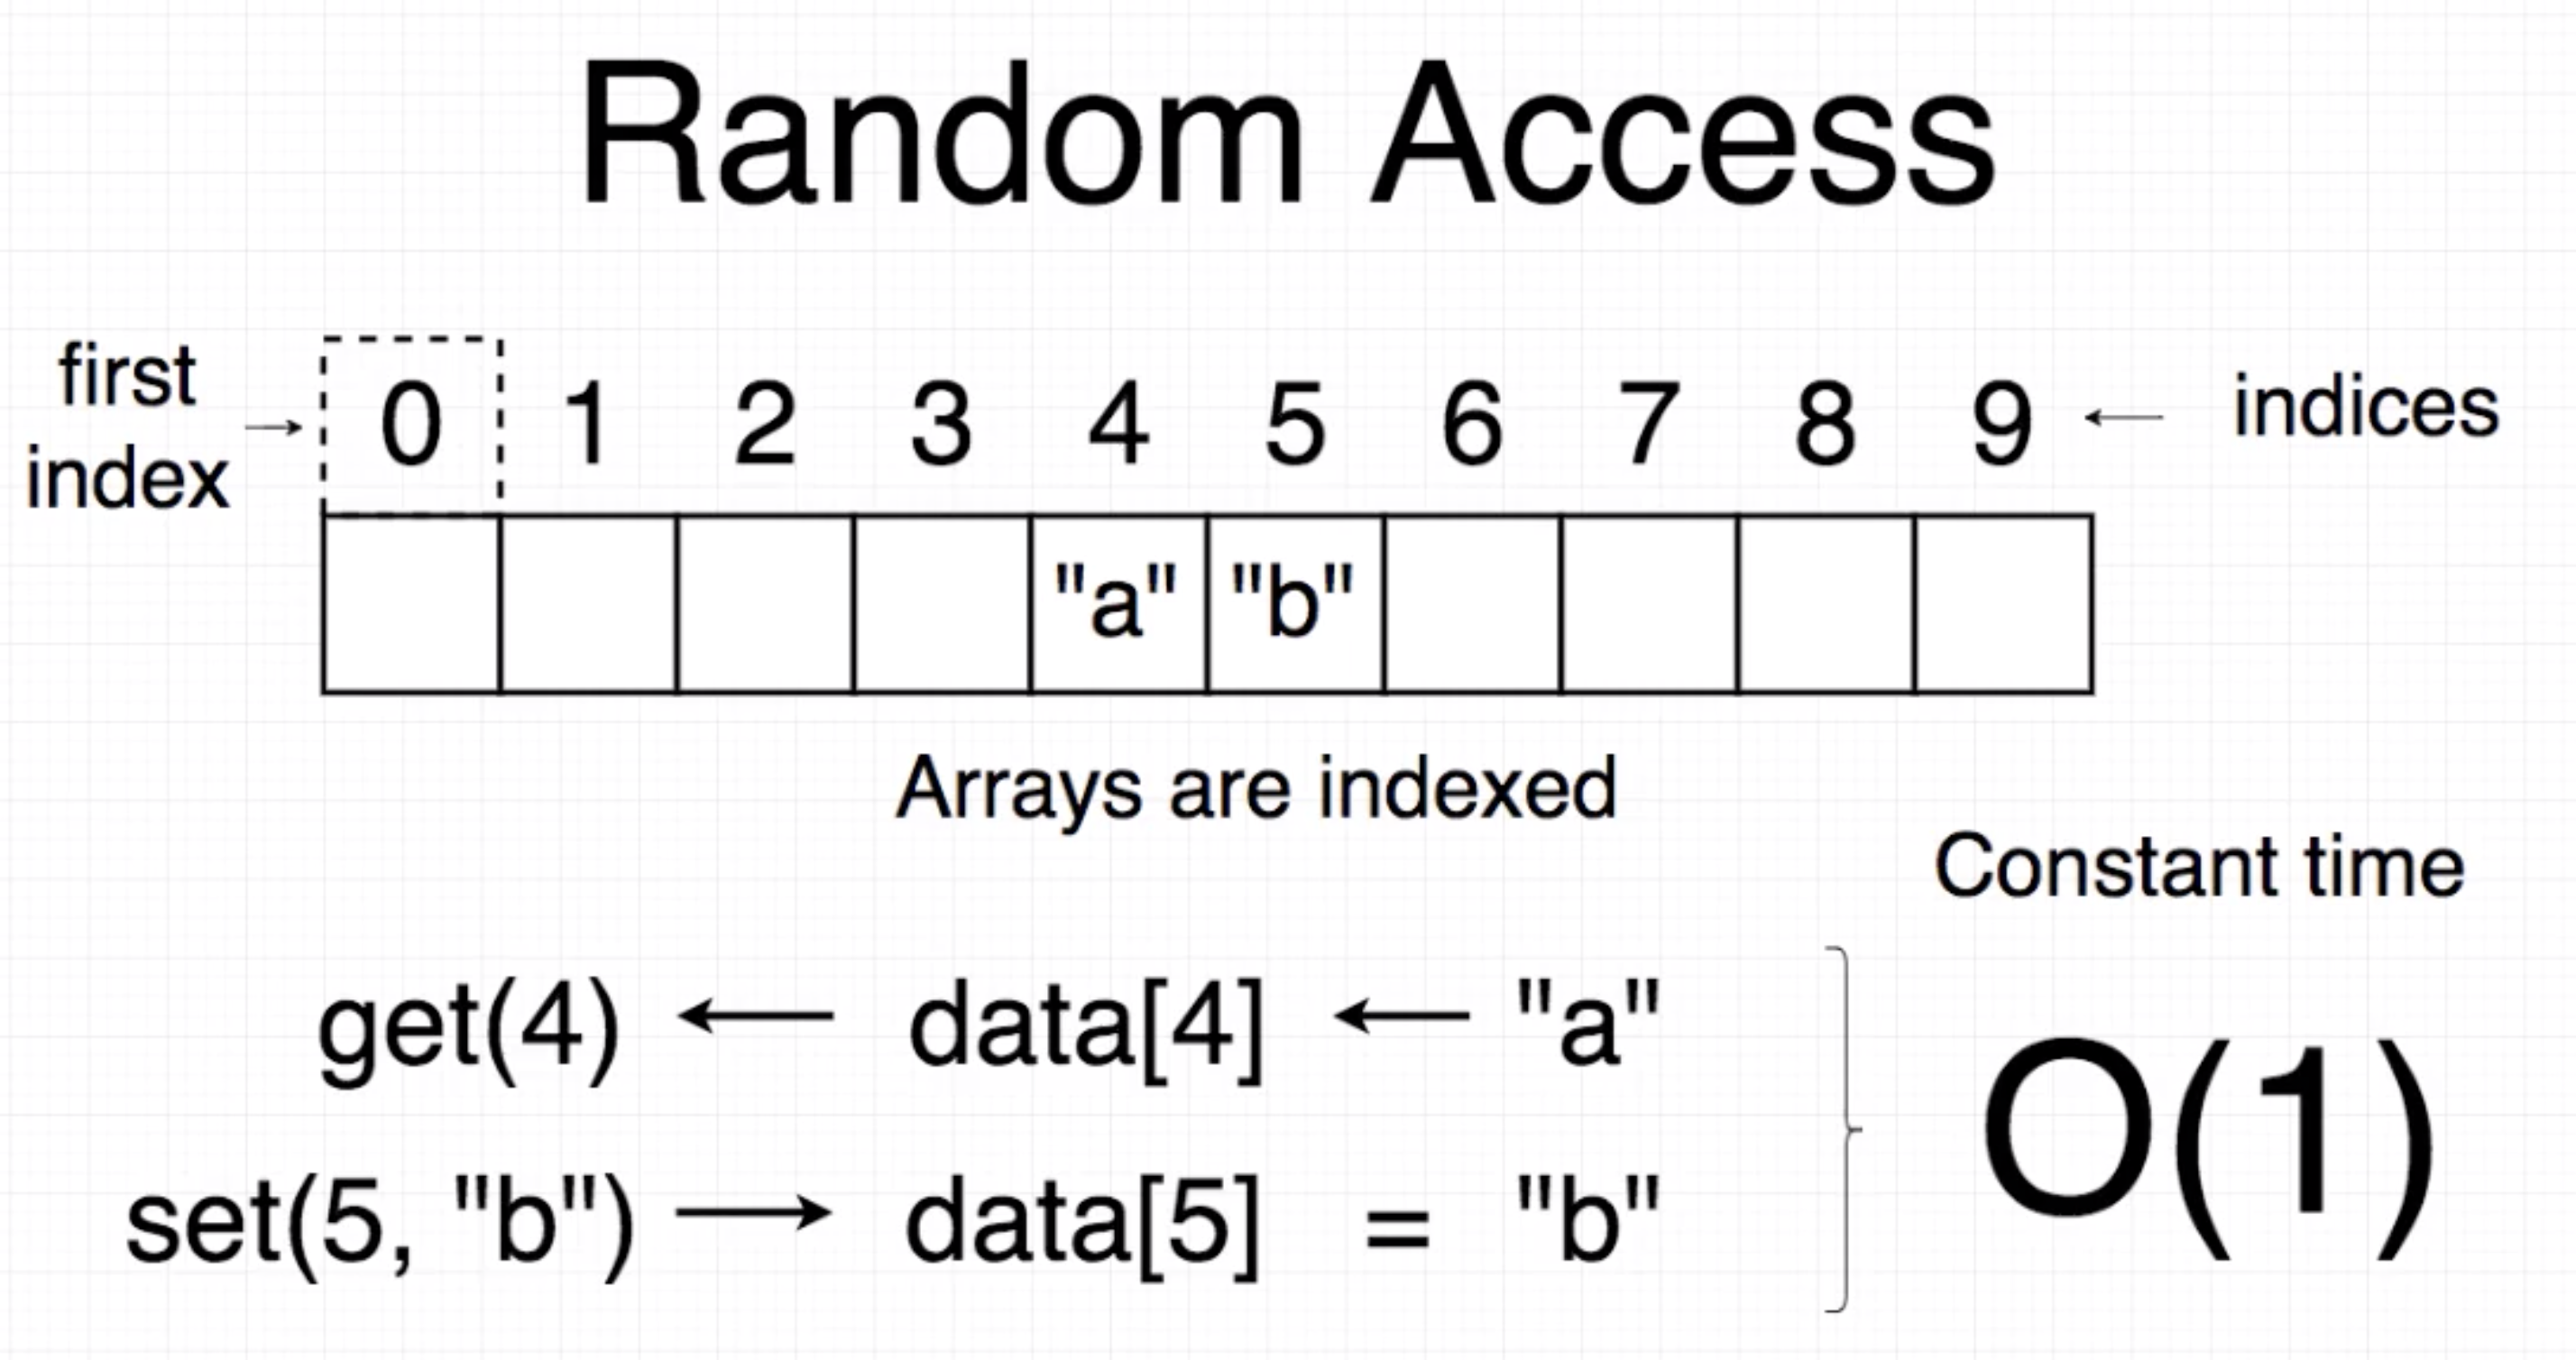 Random Access
first
index
0 1 2 3 4 5 6 7 8 9
indices
"a" "b"
Arrays are indexed
Constant time
get(4) ← data[4] ← "a"
set(5, "b") → data[5] = "b"
O(1)